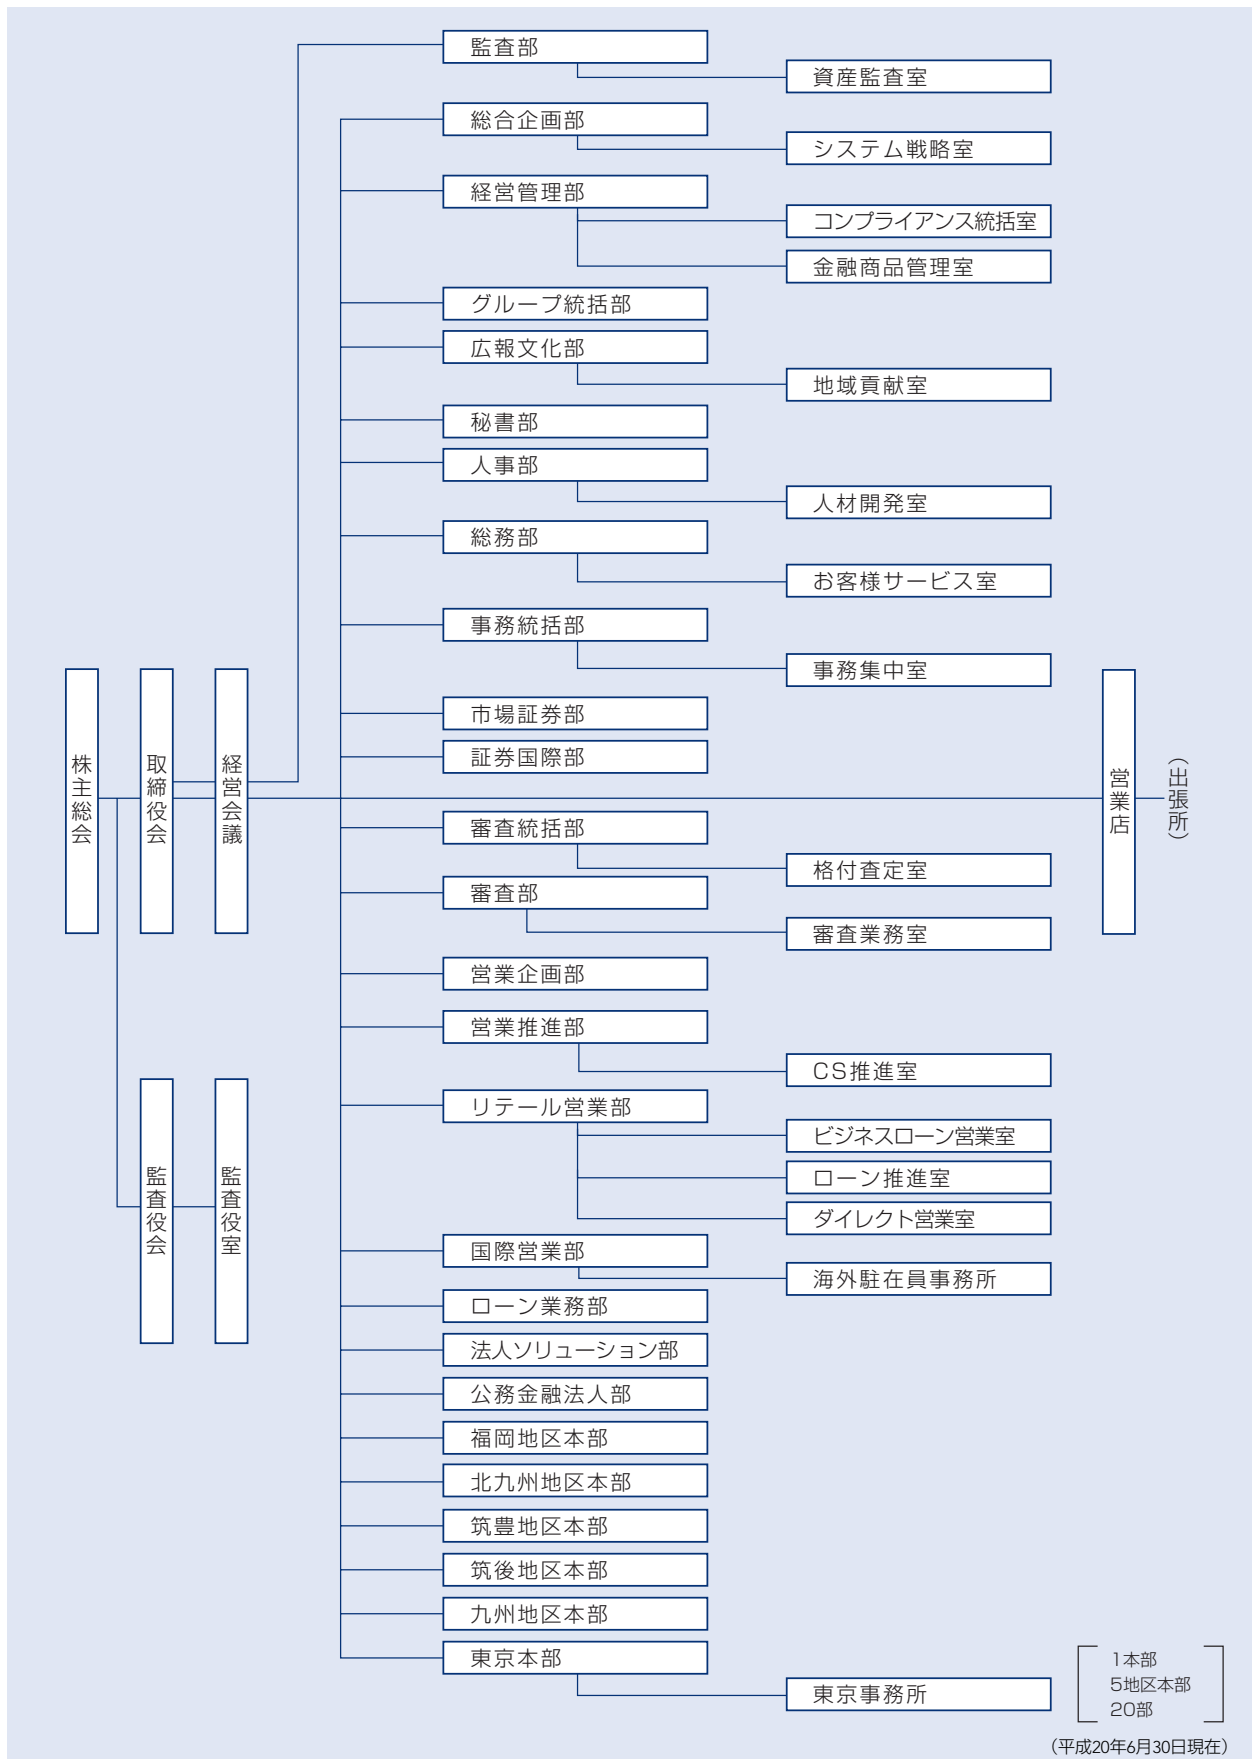 監査部
資産監査室
総合企画部
システム戦略室
経営管理部
コンプライアンス統括室
金融商品管理室
グループ統括部
広報文化部
地域貢献室
秘書部
人事部
人材開発室
総務部
お客様サービス室
事務統括部
事務集中室
市場証券部
証券国際部
株主総会
取締役会
経営会議
営業店
(出張所)
審査統括部
格付査定室
審査部
審査業務室
営業企画部
営業推進部
CS推進室
リテール営業部
ビジネスローン営業室
ローン推進室
ダイレクト営業室
監査役会
監査役室
国際営業部
海外駐在員事務所
ローン業務部
法人ソリューション部
公務金融法人部
福岡地区本部
北九州地区本部
筑豊地区本部
筑後地区本部
九州地区本部
東京本部
東京事務所
1本部
5地区本部
20部
(平成20年6月30日現在)